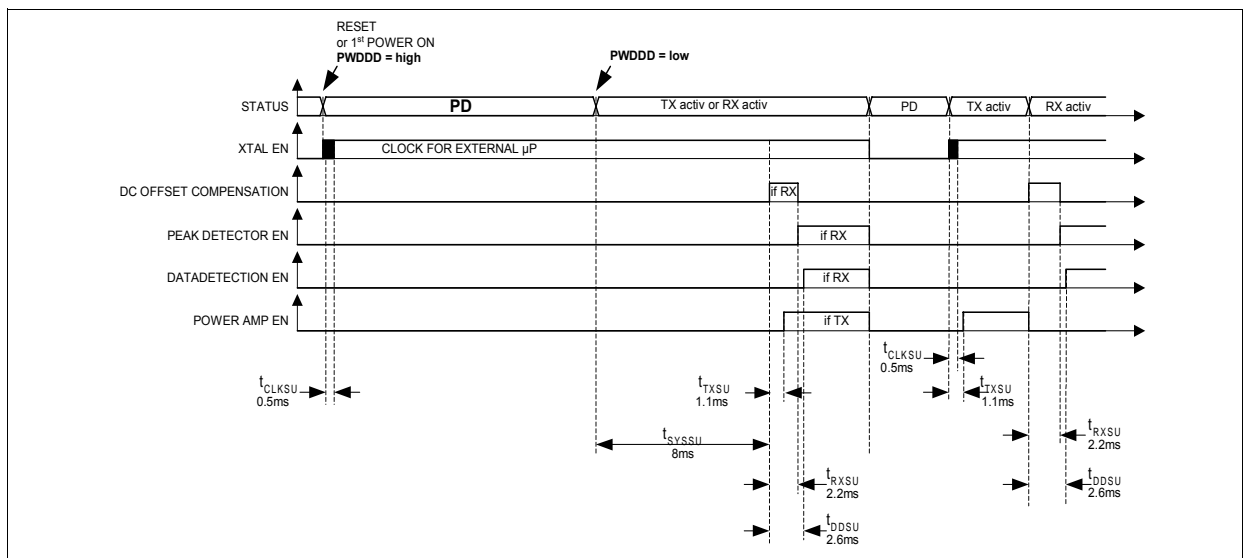 RESET
or 1st POWER ON
PWDDD = high
PWDDD = low
STATUS
PD
TX activ or RX activ
PD
TX activ
RX activ
XTAL EN
CLOCK FOR EXTERNAL µP
DC OFFSET COMPENSATION
if RX
PEAK DETECTOR EN
if RX
DATADETECTION EN
if RX
POWER AMP EN
if TX
tCLKSU
0.5ms
tTXSU
1.1ms
tCLKSU
0.5ms
tTXSU
1.1ms
tSYSSU
8ms
tRXSU
2.2ms
tRXSU
2.2ms
tDDSU
2.6ms
tDDSU
2.6ms